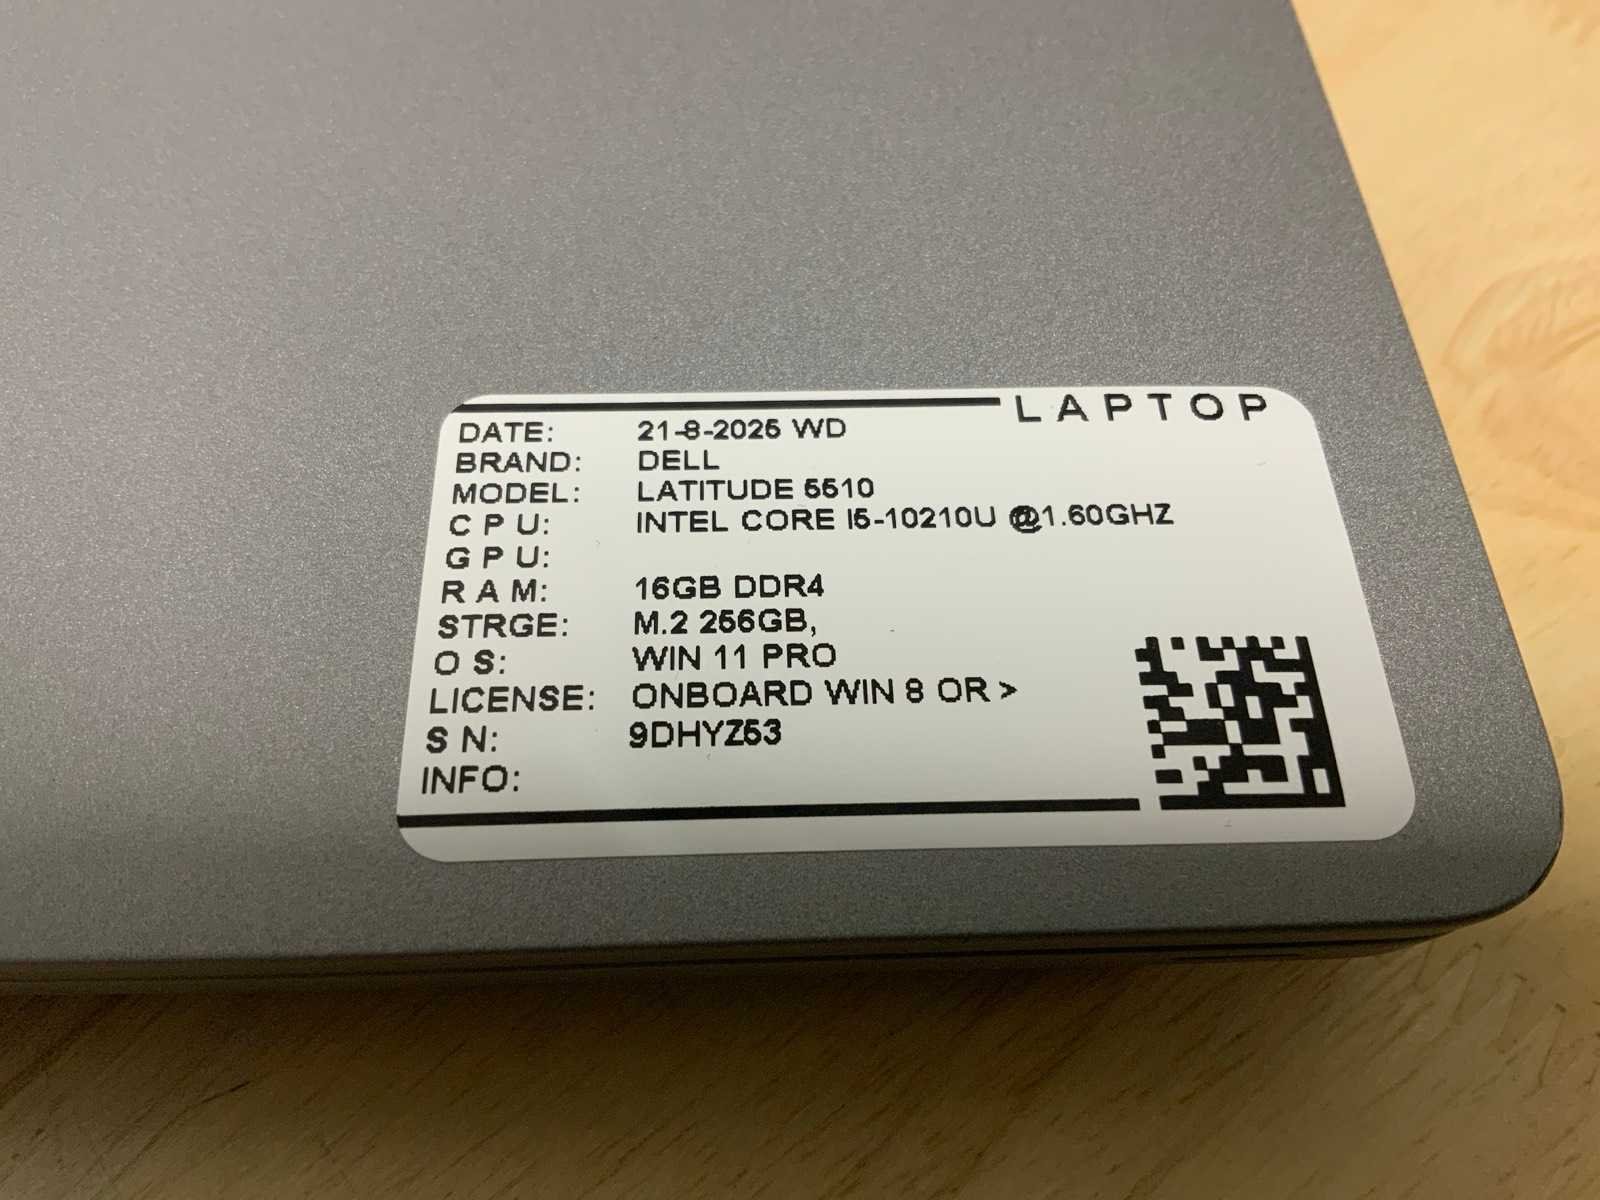 LAPTOP
DATE: 21-8-2025 WD
BRAND: DELL
MODEL: LATITUDE 5510
C P U: INTEL CORE I5-10210U @1.60GHZ
G P U:
R A M: 16GB DDR4
STRGE: M.2 256GB,
O S: WIN 11 PRO
LICENSE: ONBOARD WIN 8 OR >
S N: 9DHYZ53
INFO: